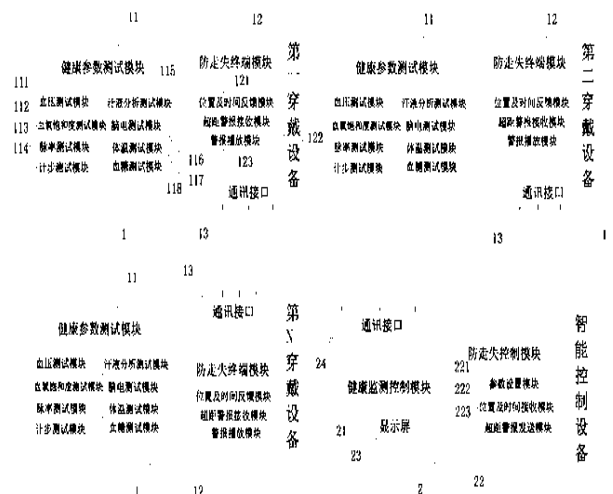 11
12
健康参数测试模块
115
防走失终端模块
第一穿戴设备
111
121
112
血压测试模块
汗液分析测试模块
位置及时间反馈模块
113
血氧饱和度测试模块
脑电测试模块
超距警报接收模块
114
脉率测试模块
体温测试模块
警报播放模块
122
计步测试模块
血糖测试模块
116
123
117
118
通讯接口
1
13
11
12
健康参数测试模块
防走失终端模块
第二穿戴设备
血压测试模块
汗液分析测试模块
位置及时间反馈模块
血氧饱和度测试模块
脑电测试模块
超距警报接收模块
脉率测试模块
体温测试模块
警报播放模块
计步测试模块
血糖测试模块
通讯接口
13
1
11
13
通讯接口
第N穿戴设备
健康参数测试模块
血压测试模块
汗液分析测试模块
防走失终端模块
血氧饱和度测试模块
脑电测试模块
位置及时间反馈模块
脉率测试模块
体温测试模块
超距警报接收模块
计步测试模块
血糖测试模块
警报播放模块
1
12
通讯接口
智能控制设备
24
防走失控制模块
221
健康监测控制模块
222
参数设置模块
223
位置及时间接收模块
21
显示屏
超距警报发送模块
23
2
22